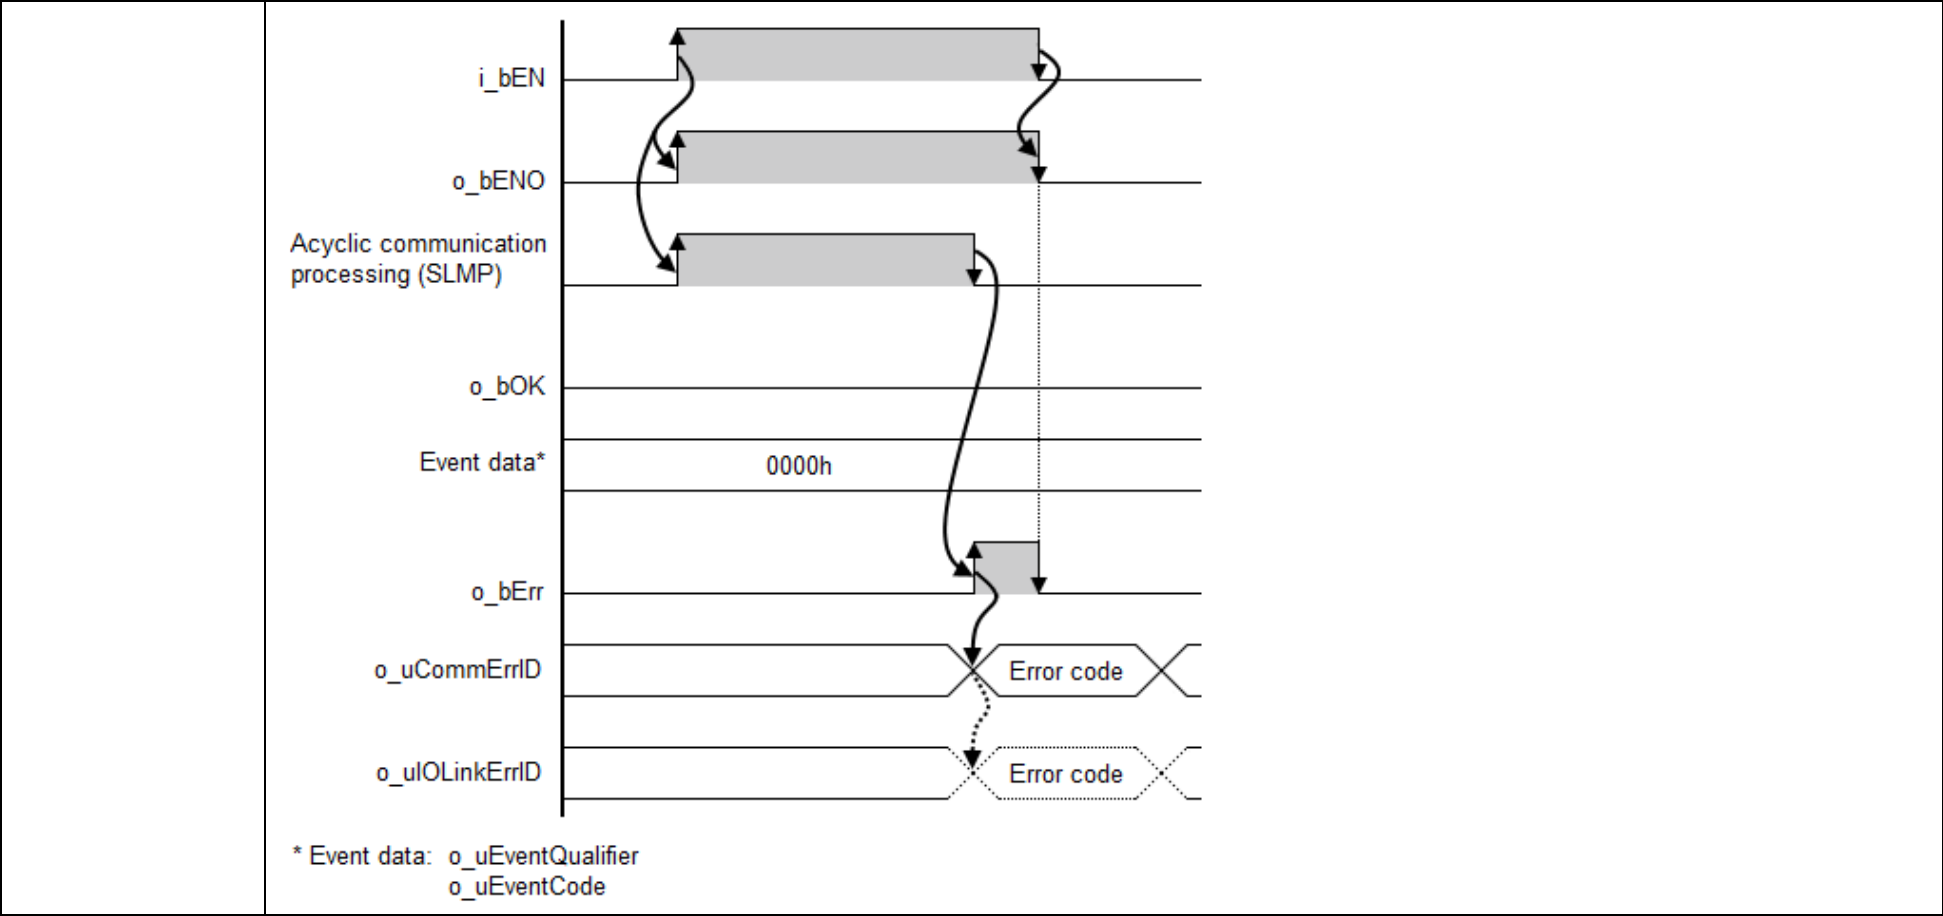 i_bEN
o_bENO
Acyclic communication
processing (SLMP)
o_bOK
Event data*
0000h
o_bErr
o_uCommErrID
Error code
o_uIOLinkErrID
Error code
* Event data: o_uEventQualifier
o_uEventCode